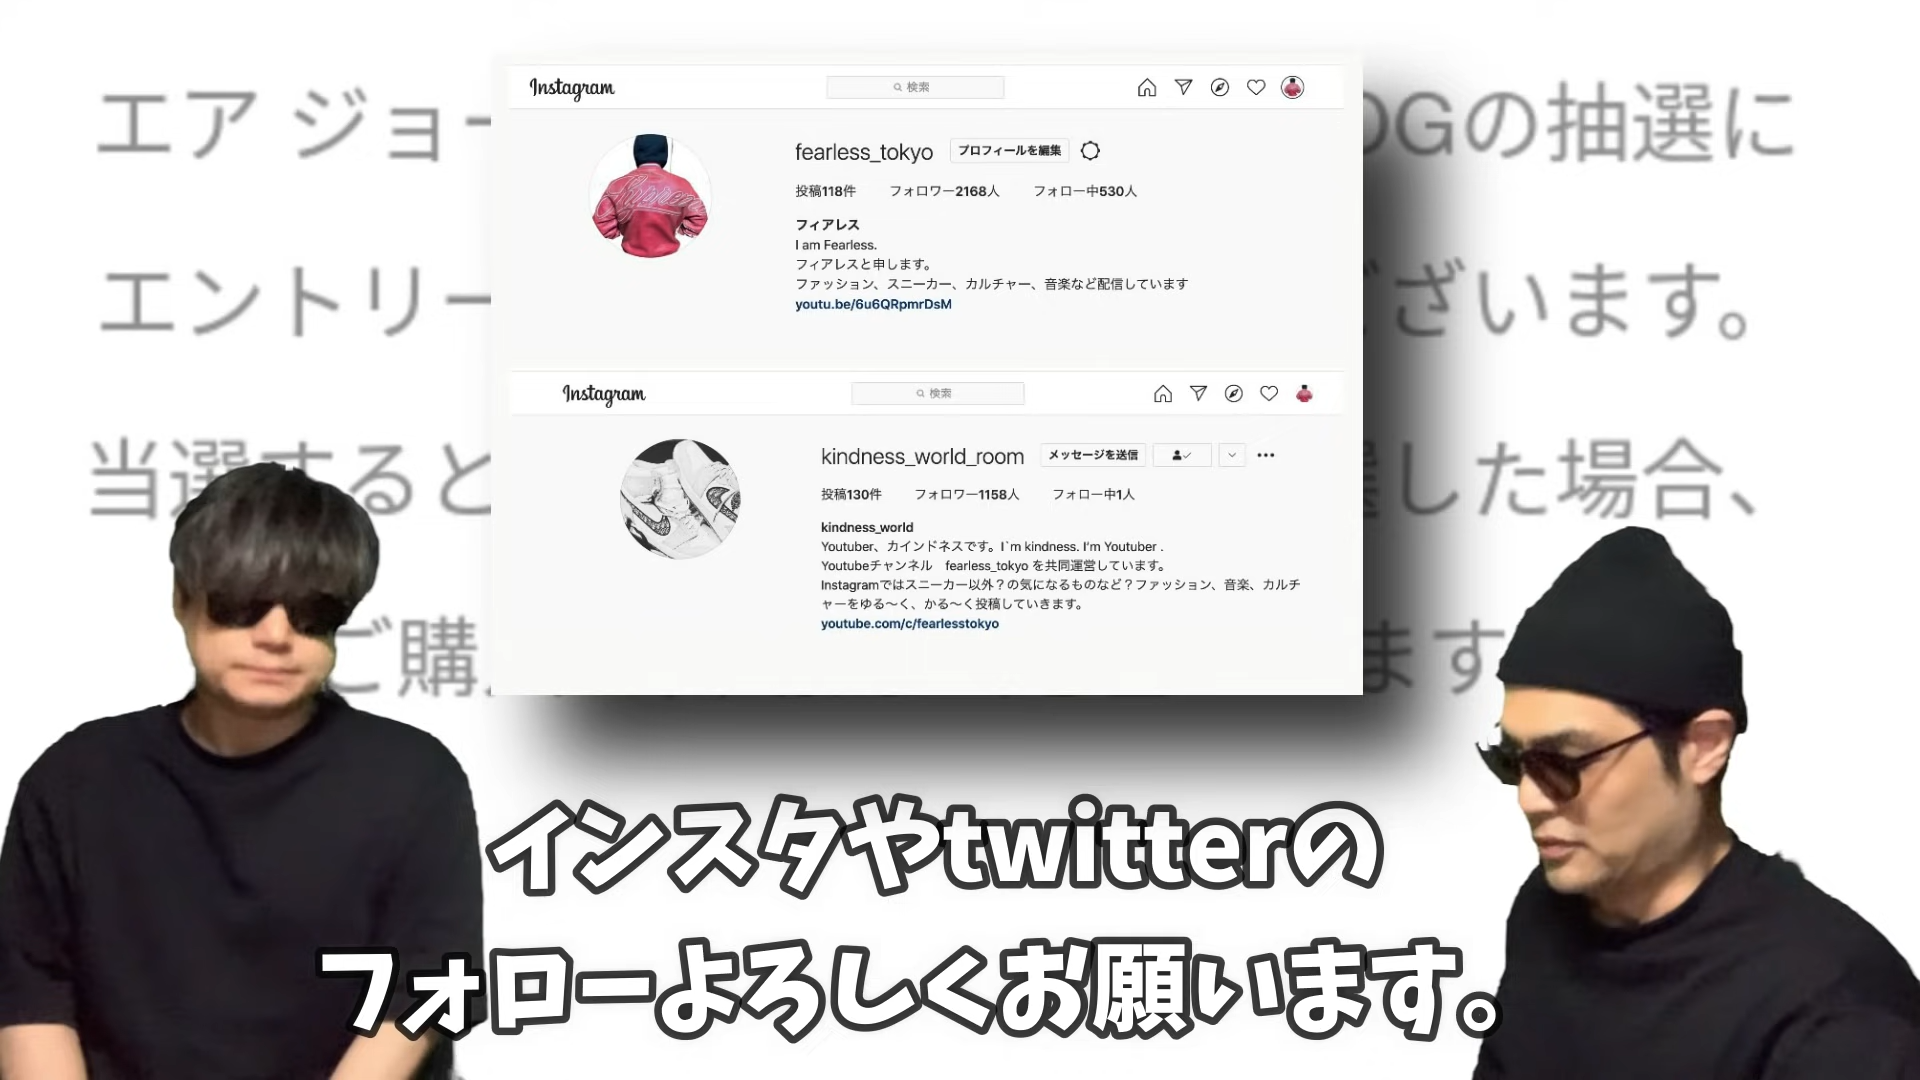 エア ジョー
OGの抽選に
エントリー
ございます。
当選すると
選した場合、
ご購入
ます
Instagram
検索
fearless_tokyo プロフィールを編集
投稿118件 フォロワー2168人 フォロー中530人
フィアレス
I am Fearless.
フィアレスと申します。
ファッション、スニーカー、カルチャー、音楽など配信しています
youtu.be/6u6QRpmrDsM
Instagram
検索
kindness_world_room メッセージを送信
投稿130件 フォロワー1158人 フォロー中1人
kindness_world
Youtuber、カインドネスです。I`m kindness. I'm Youtuber .
Youtubeチャンネル fearless_tokyo を共同運営しています。
Instagramではスニーカー以外？の気になるものなど？ファッション、音楽、カルチ
ャーをゆる〜く、かる〜く投稿していきます。
youtube.com/c/fearlesstokyo
インスタやtwitterの
フォローよろしくお願います。